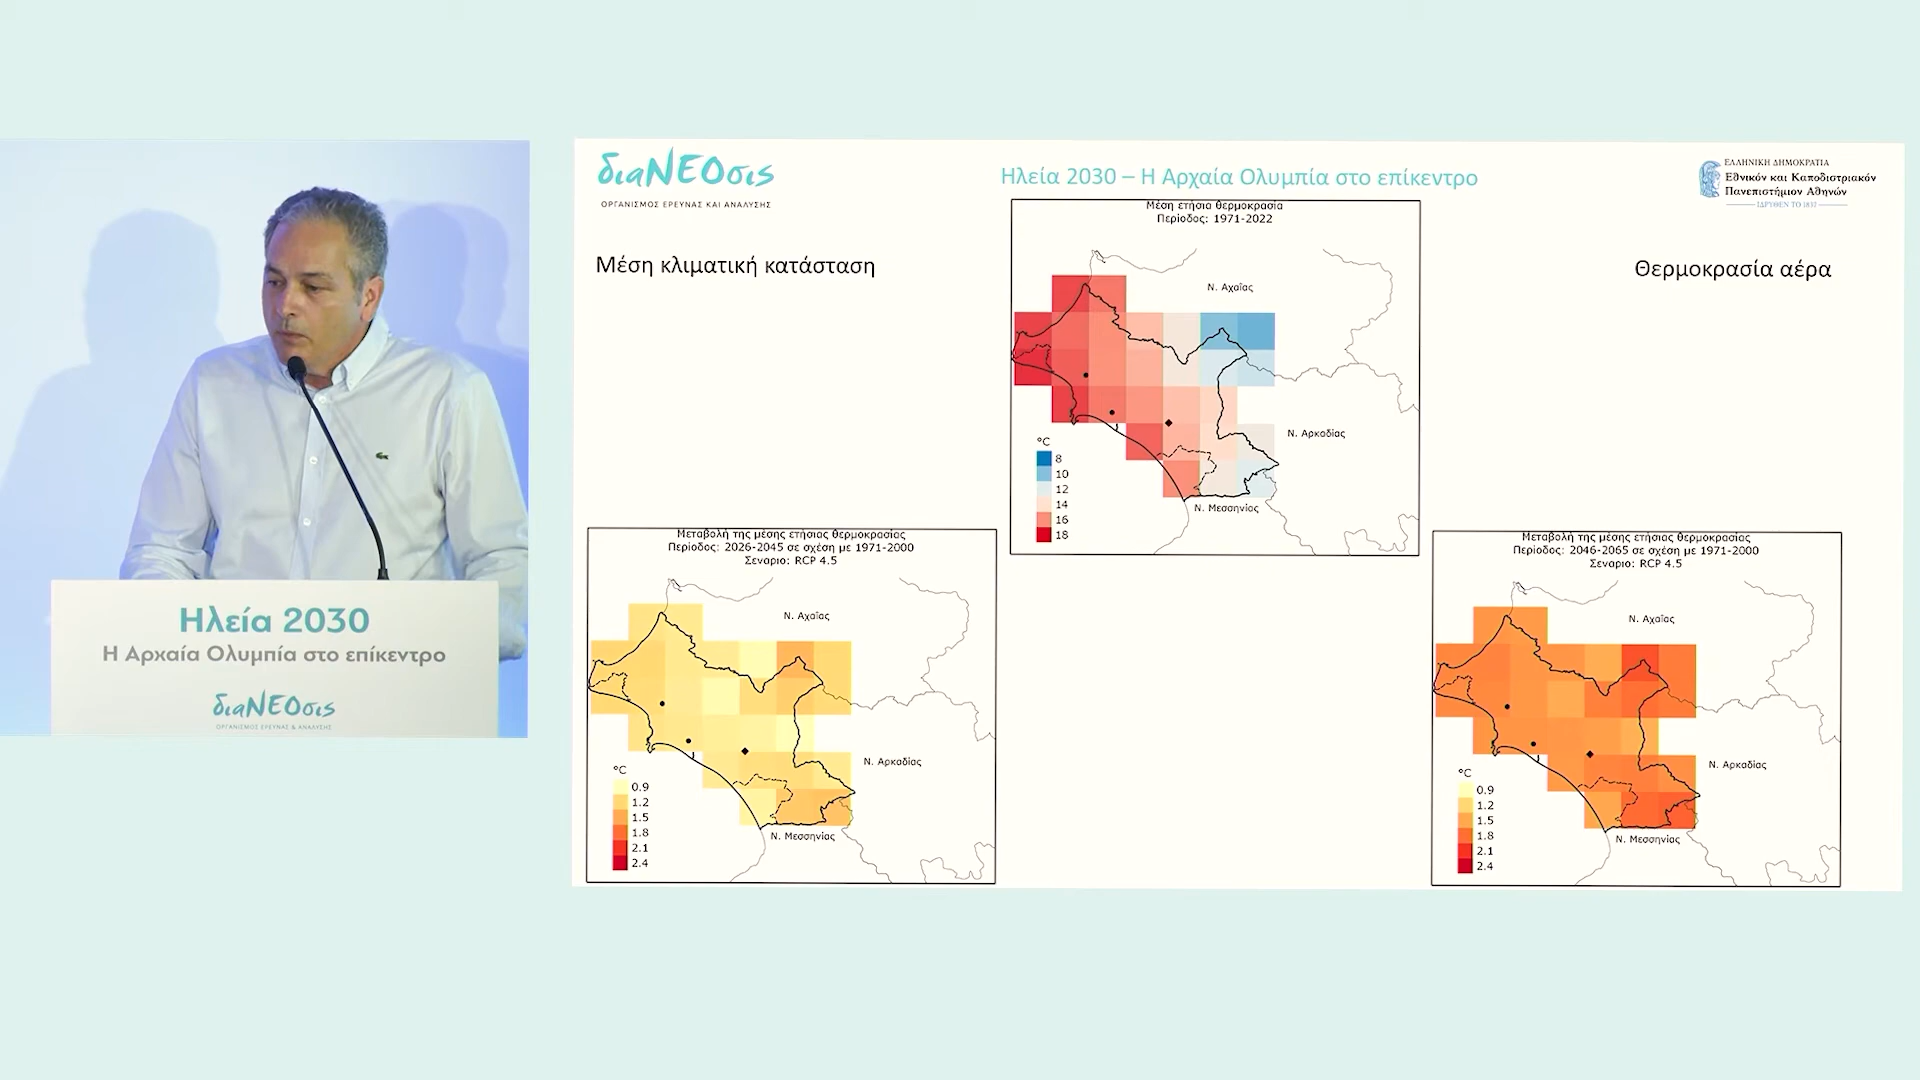 Ηλεία 2030
Η Αρχαία Ολυμπία στο επίκεντρο
διαΝΕΟσις
ΟΡΓΑΝΙΣΜΟΣ ΕΡΕΥΝΑΣ & ΑΝΑΛΥΣΗΣ
διαΝΕΟσις
ΟΡΓΑΝΙΣΜΟΣ ΕΡΕΥΝΑΣ ΚΑΙ ΑΝΑΛΥΣΗΣ
Ηλεία 2030 – Η Αρχαία Ολυμπία στο επίκεντρο
ΕΛΛΗΝΙΚΗ ΔΗΜΟΚΡΑΤΙΑ
Εθνικόν και Καποδιστριακόν
Πανεπιστήμιον Αθηνών
ΙΔΡΥΘΕΝ ΤΟ 1837
Μέση κλιματική κατάσταση
Θερμοκρασία αέρα
Μέση ετήσια θερμοκρασία
Περίοδος: 1971-2022
Ν. Αχαΐας
Ν. Αρκαδίας
Ν. Μεσσηνίας
°C
8
10
12
14
16
18
Μεταβολή της μέσης ετήσιας θερμοκρασίας
Περίοδος: 2026-2045 σε σχέση με 1971-2000
Σεναριο: RCP 4.5
Ν. Αχαΐας
Ν. Αρκαδίας
Ν. Μεσσηνίας
°C
0.9
1.2
1.5
1.8
2.1
2.4
Μεταβολή της μέσης ετήσιας θερμοκρασίας
Περίοδος: 2046-2065 σε σχέση με 1971-2000
Σεναριο: RCP 4.5
Ν. Αχαΐας
Ν. Αρκαδίας
Ν. Μεσσηνίας
°C
0.9
1.2
1.5
1.8
2.1
2.4